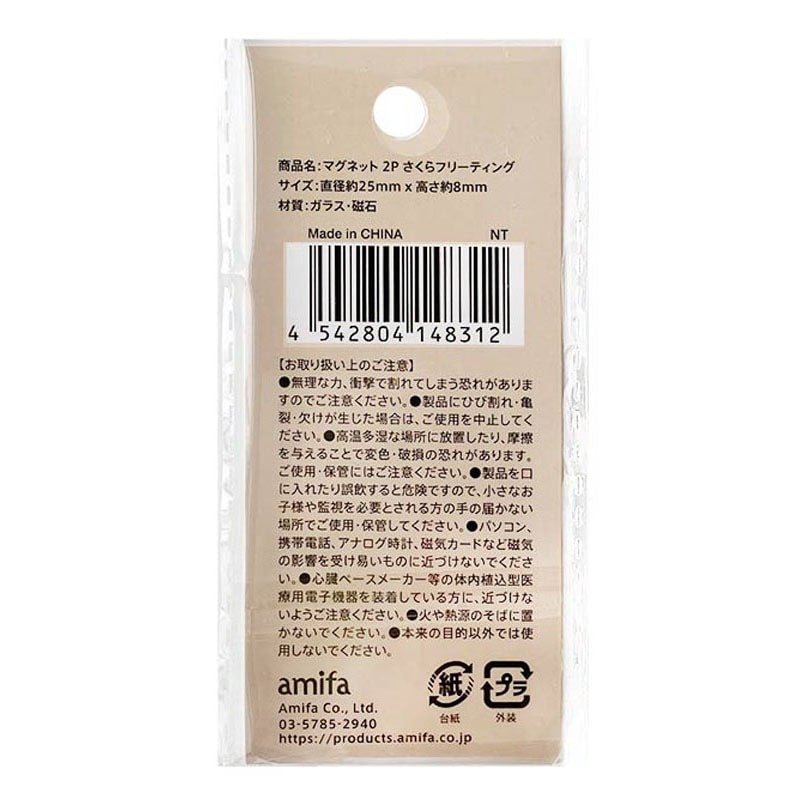 商品名:マグネット 2P さくらフリーティング
サイズ:直径約25mm x 高さ約8mm
材質:ガラス・磁石
Made in CHINA NT
4 542804 148312
【お取り扱い上のご注意】
●無理な力、衝撃で割れてしまう恐れがありま
すのでご注意ください。●製品にひび割れ・亀
裂・欠けが生じた場合は、ご使用を中止してく
ださい。●高温多湿な場所に放置したり、摩擦
を与えることで変色・破損の恐れがあります。
ご使用・保管にはご注意ください。●製品を口
に入れたり誤飲すると危険ですので、小さなお
子様や監視を必要とされる方の手の届かない
場所でご使用・保管してください。●パソコン、
携帯電話、アナログ時計、磁気カードなど磁気
の影響を受け易いものに近づけないでくださ
い。●心臓ペースメーカー等の体内植込型医
療用電子機器を装着している方に、近づけな
いようご注意ください。●火や熱源のそばに置
かないでください。●本来の目的以外では使
用しないでください。
amifa
Amifa Co., Ltd.
03-5785-2940
https://products.amifa.co.jp
紙
台紙
プラ
外装